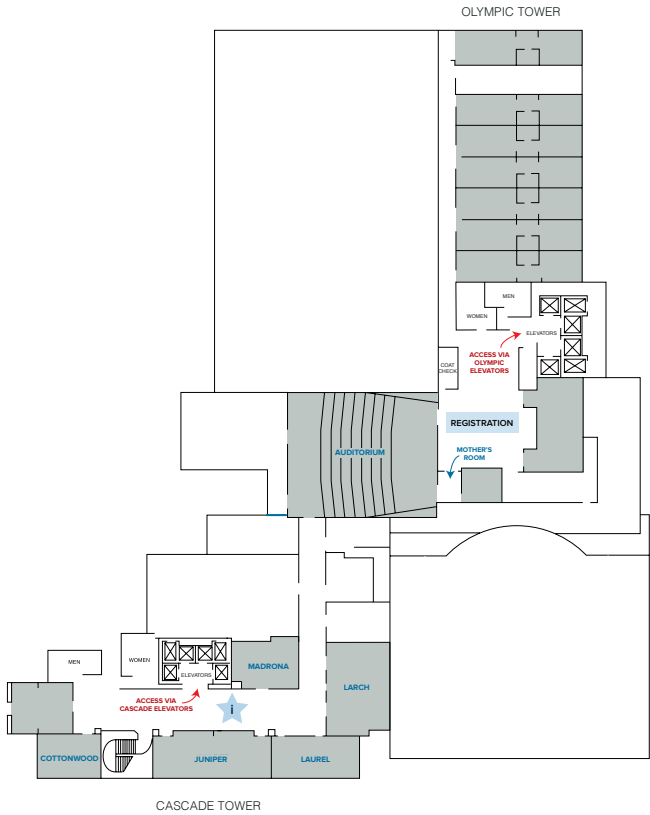 OLYMPIC TOWER
MEN
WOMEN
ELEVATORS
ACCESS VIA
OLYMPIC
ELEVATORS
COAT
CHECK
REGISTRATION
MOTHER'S
ROOM
AUDITORIUM
MEN
WOMEN
ELEVATORS
MADRONA
LARCH
ACCESS VIA
CASCADE ELEVATORS
i
COTTONWOOD
JUNIPER
LAUREL
CASCADE TOWER